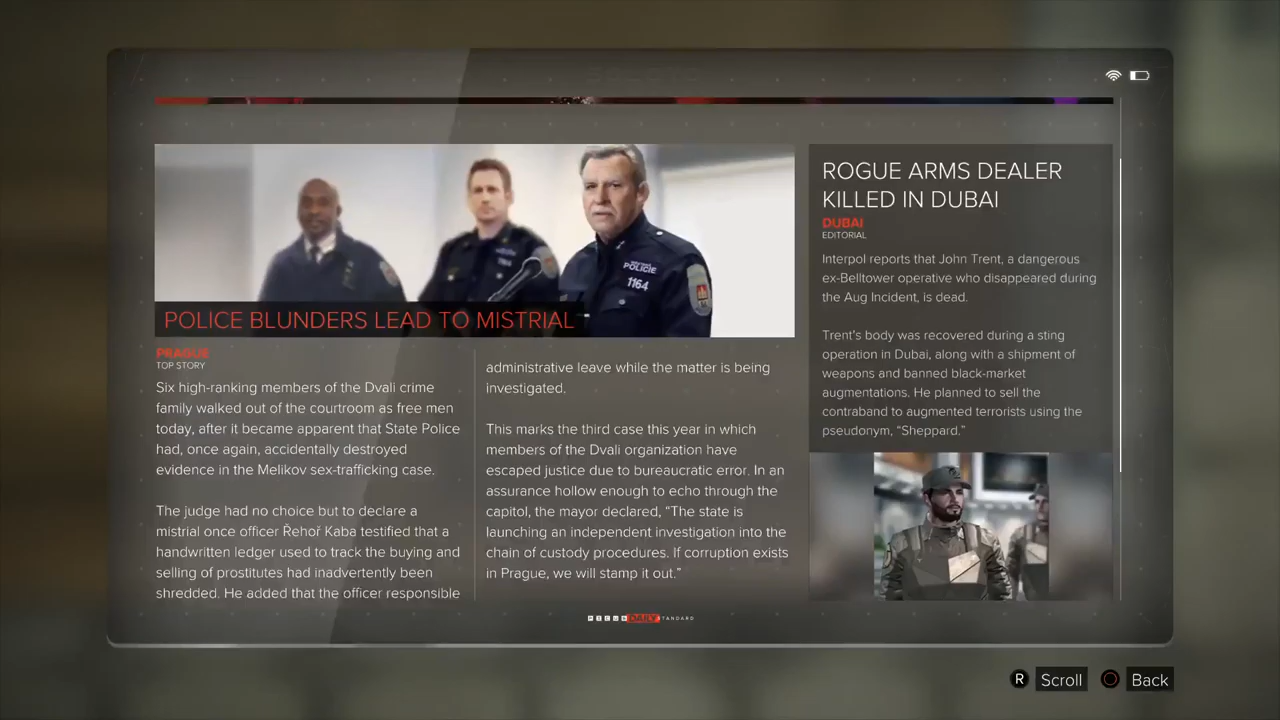 POLICIE
1164
POLICE BLUNDERS LEAD TO MISTRIAL
PRAGUE
TOP STORY
Six high-ranking members of the Dvali crime
family walked out of the courtroom as free men
today, after it became apparent that State Police
had, once again, accidentally destroyed
evidence in the Melikov sex-trafficking case.
The judge had no choice but to declare a
mistrial once officer Řehoř Kaba testified that a
handwritten ledger used to track the buying and
selling of prostitutes had inadvertently been
shredded. He added that the officer responsible
administrative leave while the matter is being
investigated.
This marks the third case this year in which
members of the Dvali organization have
escaped justice due to bureaucratic error. In an
assurance hollow enough to echo through the
capitol, the mayor declared, “The state is
launching an independent investigation into the
chain of custody procedures. If corruption exists
in Prague, we will stamp it out.”
ROGUE ARMS DEALER
KILLED IN DUBAI
DUBAI
EDITORIAL
Interpol reports that John Trent, a dangerous
ex-Belltower operative who disappeared during
the Aug Incident, is dead.
Trent's body was recovered during a sting
operation in Dubai, along with a shipment of
weapons and banned black-market
augmentations. He planned to sell the
contraband to augmented terrorists using the
pseudonym, “Sheppard.”
PICUS DAILY STANDARD
R Scroll Back